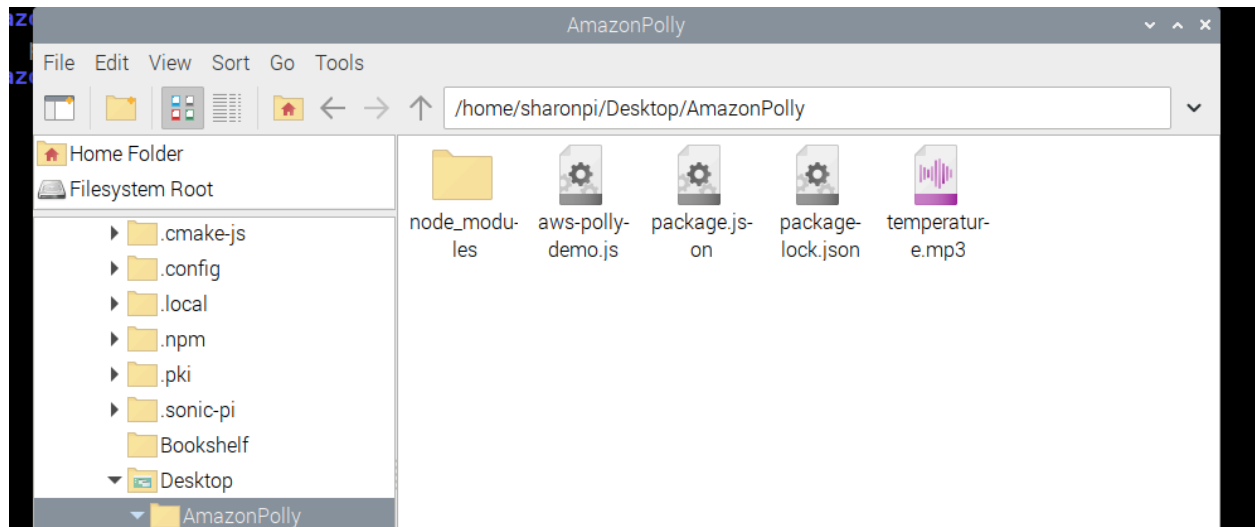 AmazonPolly
File Edit View Sort Go Tools
/home/sharonpi/Desktop/AmazonPolly
Home Folder
Filesystem Root
.cmake-js
.config
.local
.npm
.pki
.sonic-pi
Bookshelf
Desktop
AmazonPolly
node_modu-
les
aws-polly-
demo.js
package.js-
on
package-
lock.json
temperatur-
e.mp3